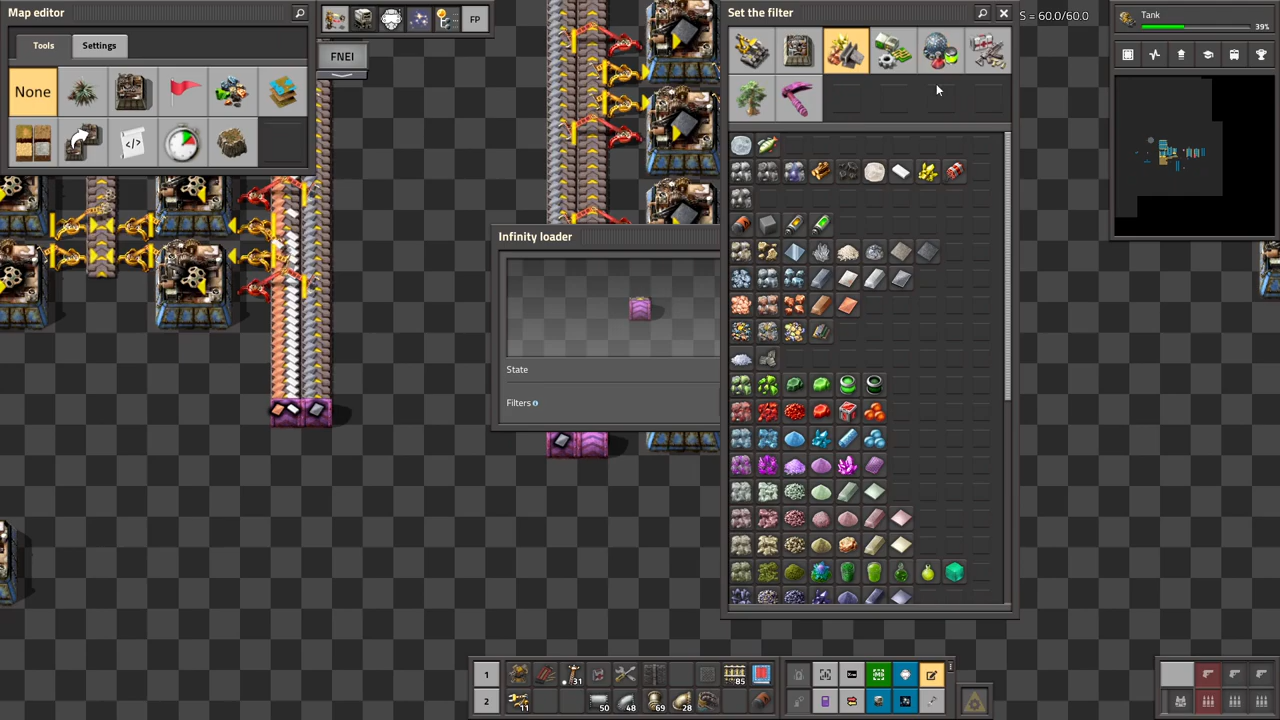 Map editor
Tools
Settings
None
</>
FP
FNEI
Infinity loader
State
Filters
Set the filter
S = 60.0/60.0
Tank
39%
1
31
85
2
11
50
48
69
28